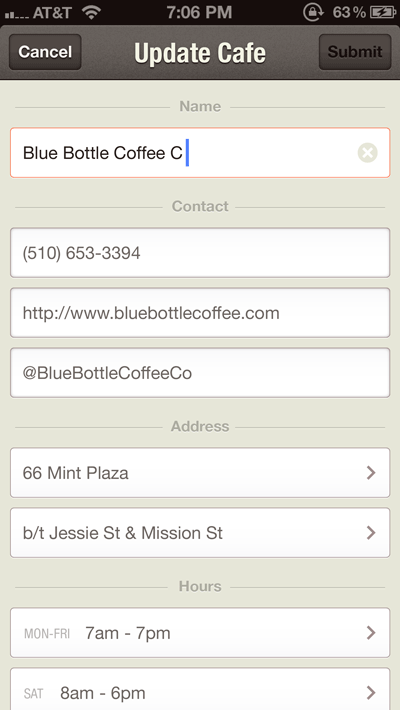 AT&T 7:06 PM 63%
Cancel Update Cafe Submit
Name
Blue Bottle Coffee C
Contact
(510) 653-3394
http://www.bluebottlecoffee.com
@BlueBottleCoffeeCo
Address
66 Mint Plaza
b/t Jessie St & Mission St
Hours
MON-FRI 7am - 7pm
SAT 8am - 6pm